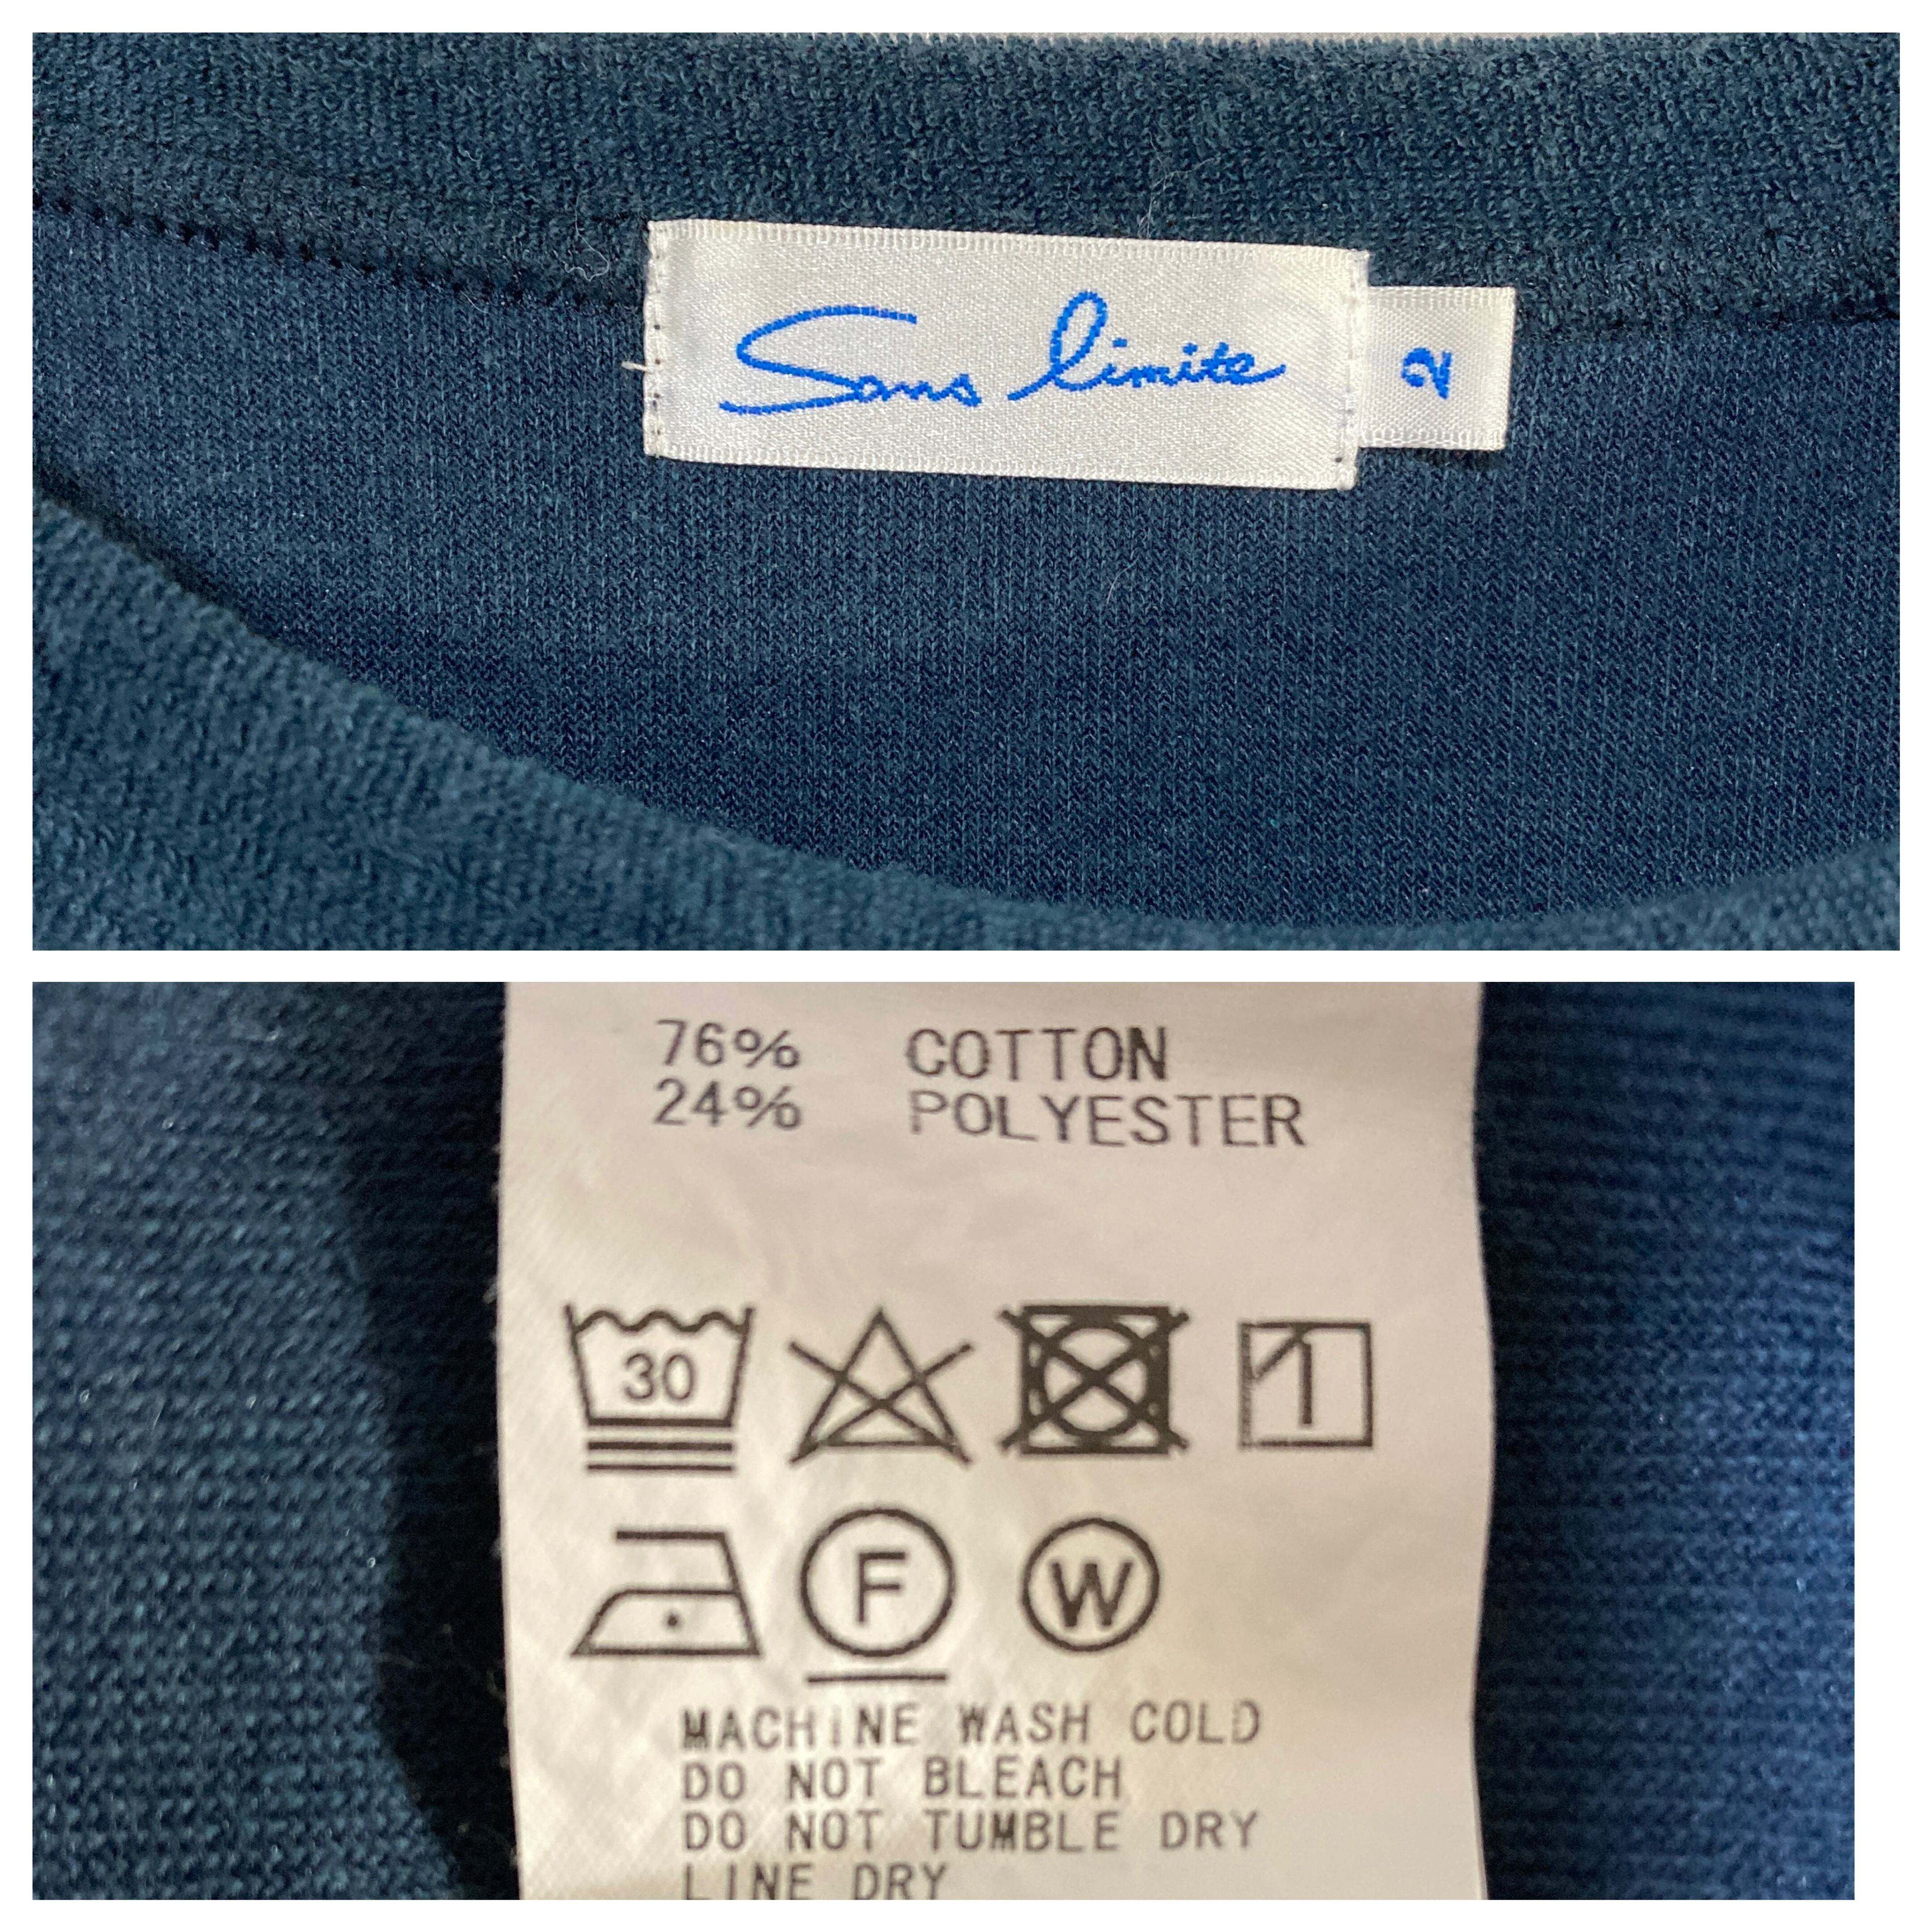 Sans limite
2
76% COTTON
24% POLYESTER
30
F
W
MACHINE WASH COLD
DO NOT BLEACH
DO NOT TUMBLE DRY
LINE DRY